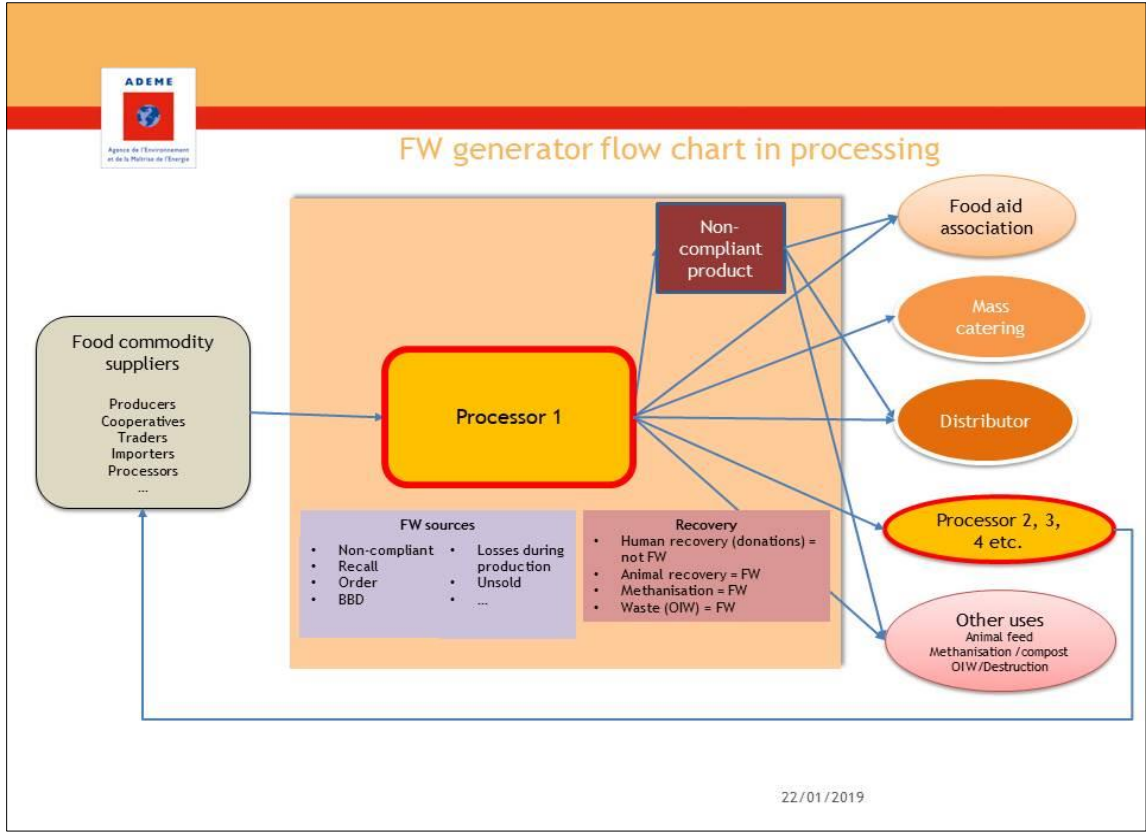 ADEME
Agence de l'Environnement
et de la Maîtrise de l'Energie
FW generator flow chart in processing
Food commodity
suppliers
Producers
Cooperatives
Traders
Importers
Processors
...
Processor 1
Non-
compliant
product
FW sources
• Non-compliant
• Recall
• Order
• BBD
• Losses during
production
• Unsold
• ...
Recovery
• Human recovery (donations) =
not FW
• Animal recovery = FW
• Methanisation = FW
• Waste (OIW) = FW
Food aid
association
Mass
catering
Distributor
Processor 2, 3,
4 etc.
Other uses
Animal feed
Methanisation /compost
OIW/Destruction
22/01/2019